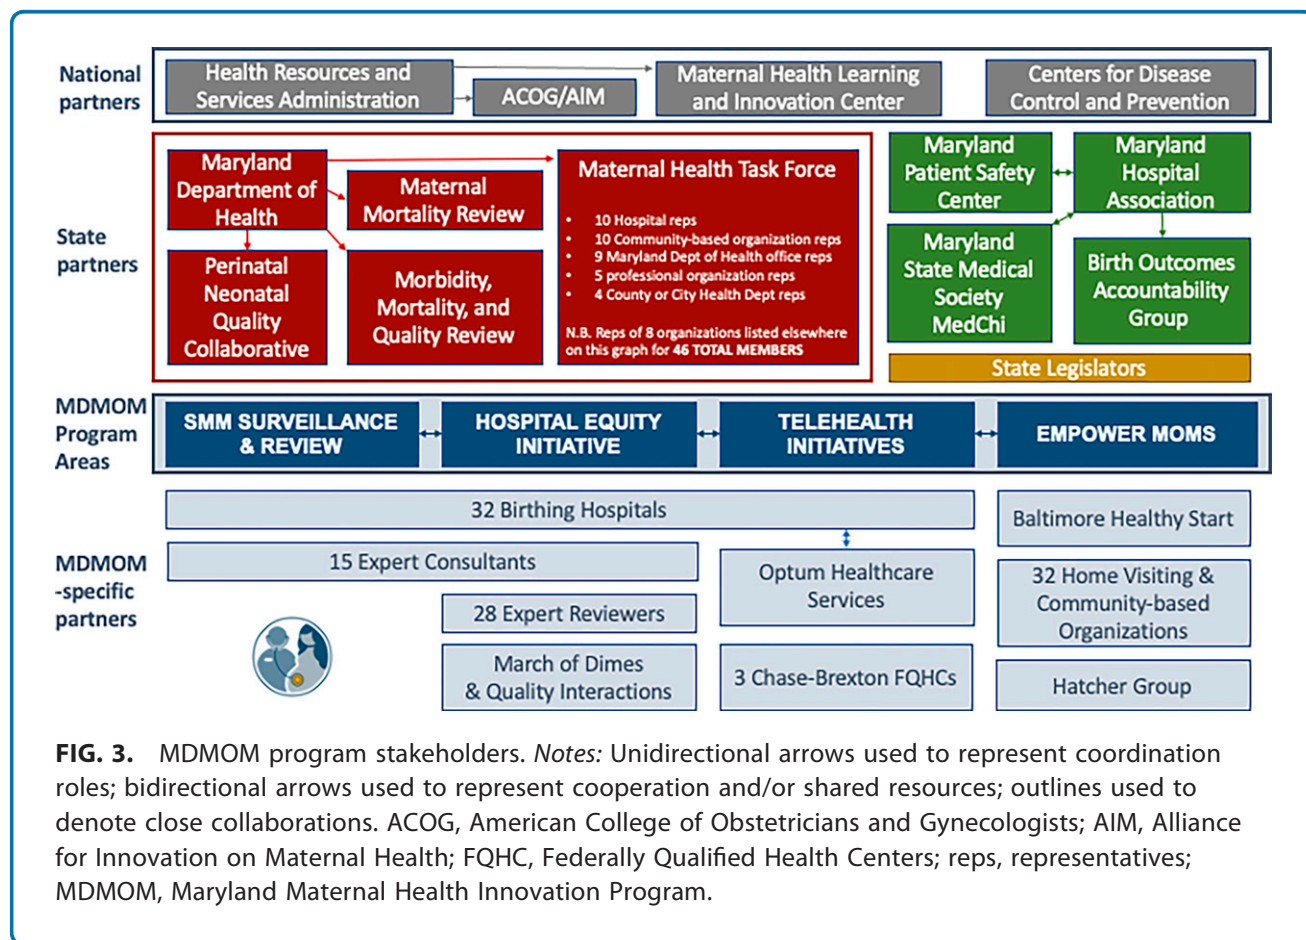 National
partners
Health Resources and
Services Administration
ACOG/AIM
Maternal Health Learning
and Innovation Center
Centers for Disease
Control and Prevention
State
partners
Maryland
Department of
Health
Maternal
Mortality Review
Perinatal
Neonatal
Quality
Collaborative
Morbidity,
Mortality, and
Quality Review
Maternal Health Task Force
• 10 Hospital reps
• 10 Community-based organization reps
• 9 Maryland Dept of Health office reps
• 5 professional organization reps
• 4 County or City Health Dept reps
N.B. Reps of 8 organizations listed elsewhere
on this graph for 46 TOTAL MEMBERS
Maryland
Patient Safety
Center
Maryland
Hospital
Association
Maryland
State Medical
Society
MedChi
Birth Outcomes
Accountability
Group
State Legislators
MDMOM
Program
Areas
SMM SURVEILLANCE
& REVIEW
HOSPITAL EQUITY
INITIATIVE
TELEHEALTH
INITIATIVES
EMPOWER MOMS
MDMOM
-specific
partners
32 Birthing Hospitals
15 Expert Consultants
28 Expert Reviewers
March of Dimes
& Quality Interactions
Optum Healthcare
Services
3 Chase-Brexton FQHCs
Baltimore Healthy Start
32 Home Visiting &
Community-based
Organizations
Hatcher Group
FIG. 3. MDMOM program stakeholders. Notes: Unidirectional arrows used to represent coordination
roles; bidirectional arrows used to represent cooperation and/or shared resources; outlines used to
denote close collaborations. ACOG, American College of Obstetricians and Gynecologists; AIM, Alliance
for Innovation on Maternal Health; FQHC, Federally Qualified Health Centers; reps, representatives;
MDMOM, Maryland Maternal Health Innovation Program.